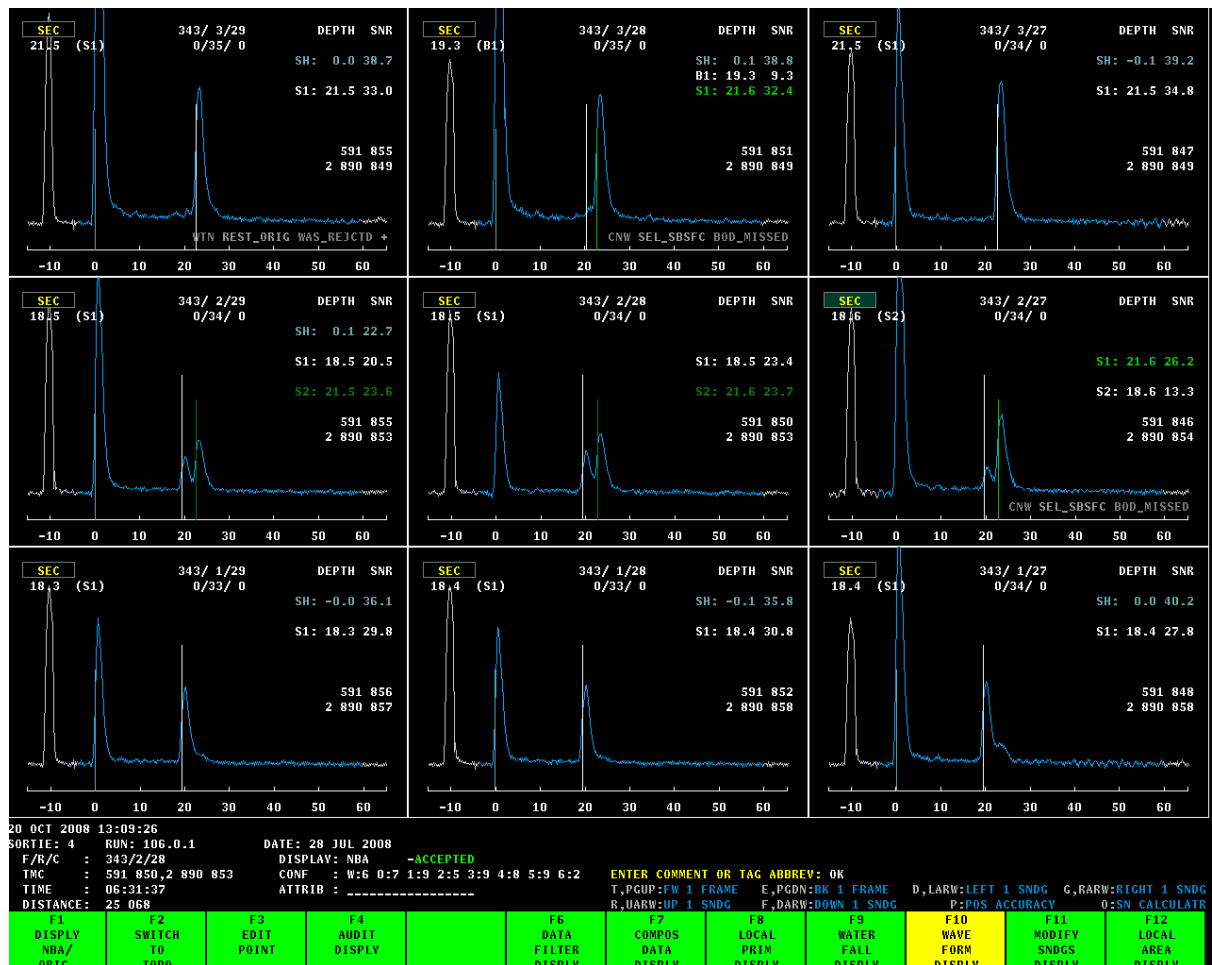 SEC 343/ 3/29 DEPTH SNR
21.5 (S1) 0/35/ 0
SH: 0.0 38.7
S1: 21.5 33.0
591 855
2 890 849
WTN REST_ORIG WAS_REJCTD +
-10 0 10 20 30 40 50 60
SEC 343/ 3/28 DEPTH SNR
19.3 (B1) 0/35/ 0
SH: 0.1 38.8
B1: 19.3 9.3
S1: 21.6 32.4
591 851
2 890 849
CNW SEL_SBSFC BOD_MISSED
-10 0 10 20 30 40 50 60
SEC 343/ 3/27 DEPTH SNR
21.5 (S1) 0/34/ 0
SH: -0.1 39.2
S1: 21.5 34.8
591 847
2 890 849
-10 0 10 20 30 40 50 60
SEC 343/ 2/29 DEPTH SNR
18.5 (S1) 0/34/ 0
SH: 0.1 22.7
S1: 18.5 20.5
S2: 21.5 23.6
591 855
2 890 853
-10 0 10 20 30 40 50 60
SEC 343/ 2/28 DEPTH SNR
18.5 (S1) 0/34/ 0
S1: 18.5 23.4
S2: 21.6 23.7
591 850
2 890 853
-10 0 10 20 30 40 50 60
SEC 343/ 2/27 DEPTH SNR
18.6 (S2) 0/34/ 0
S1: 21.6 26.2
S2: 18.6 13.3
591 846
2 890 854
CNW SEL_SBSFC BOD_MISSED
-10 0 10 20 30 40 50 60
SEC 343/ 1/29 DEPTH SNR
18.3 (S1) 0/33/ 0
SH: -0.0 36.1
S1: 18.3 29.8
591 856
2 890 857
-10 0 10 20 30 40 50 60
SEC 343/ 1/28 DEPTH SNR
18.4 (S1) 0/33/ 0
SH: -0.1 35.8
S1: 18.4 30.8
591 852
2 890 858
-10 0 10 20 30 40 50 60
SEC 343/ 1/27 DEPTH SNR
18.4 (S1) 0/34/ 0
SH: 0.0 40.2
S1: 18.4 27.8
591 848
2 890 858
-10 0 10 20 30 40 50 60
20 OCT 2008 13:09:26
SORTIE: 4 RUN: 106.0.1 DATE: 28 JUL 2008
F/R/C : 343/2/28 DISPLAY: NBA -ACCEPTED
TMC : 591 850,2 890 853 CONF : W:6 0:7 1:9 2:5 3:9 4:8 5:9 6:2 ENTER COMMENT OR TAG ABBREV: OK
TIME : 06:31:37 ATTRIB : _________________ T,PGUP:FW 1 FRAME E,PGDN:BK 1 FRAME D,LARW:LEFT 1 SNDG G,RARW:RIGHT 1 SNDG
DISTANCE: 25 068 R,UARW:UP 1 SNDG F,DARW:DOWN 1 SNDG P:POS ACCURACY O:SN CALCULATR
F1 F2 F3 F4 F6 F7 F8 F9 F10 F11 F12
DISPLY SWITCH EDIT AUDIT DATA COMPOS LOCAL WATER WAVE MODIFY LOCAL
NBA/ TO POINT DISPLY FILTER DATA PRIM FALL FORM SNDGS AREA
ORIG TOPO DISPLY DISPLY DISPLY DISPLY DISPLY DISPLY DISPLY